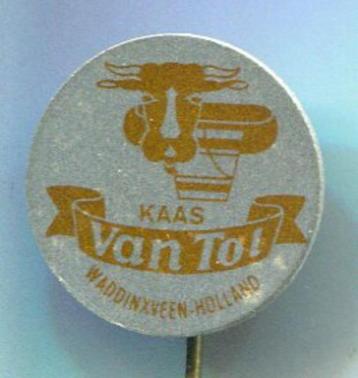 KAAS
van Tol
WADDINXVEEN-HOLLAND